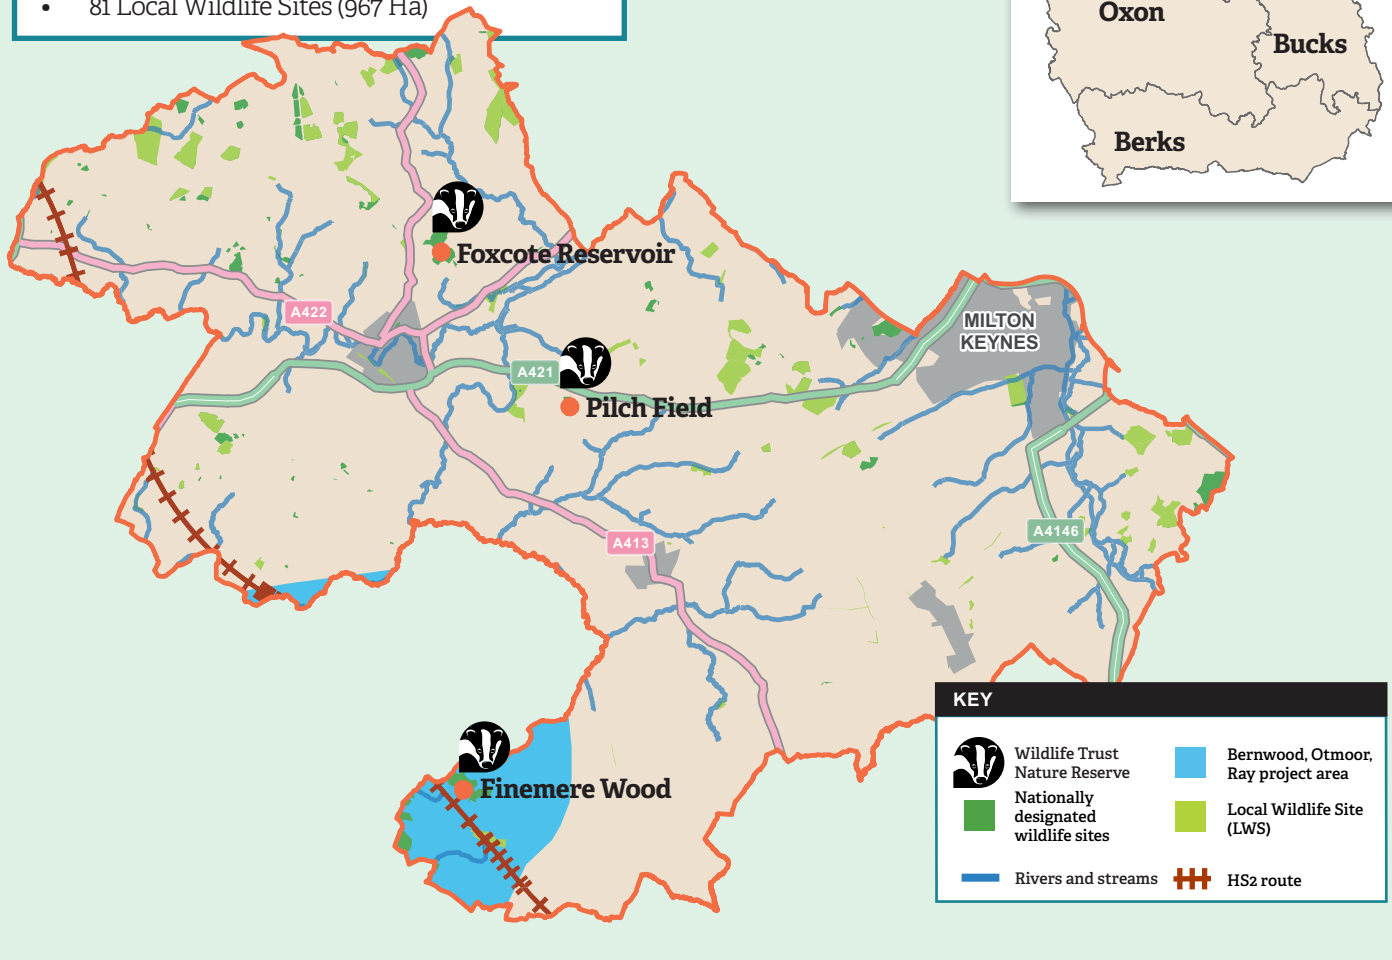 • 81 Local Wildlife Sites (967 Ha)
Oxon
Bucks
Berks
Foxcote Reservoir
A422
MILTON
KEYNES
A421
Pilch Field
A4146
A413
Finemere Wood
KEY
Wildlife Trust
Nature Reserve
Nationally
designated
wildlife sites
Rivers and streams
Bernwood, Otmoor,
Ray project area
Local Wildlife Site
(LWS)
HS2 route